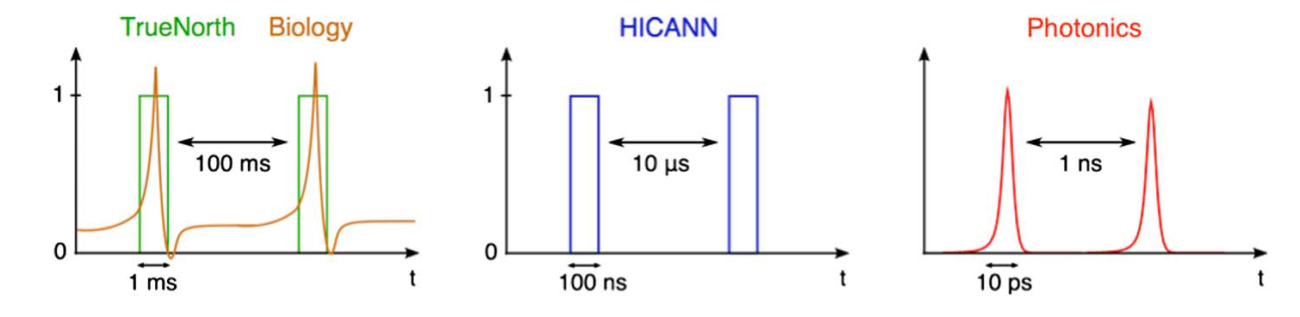 TrueNorth Biology
1
100 ms
0
1 ms
t
HICANN
1
10 µs
0
100 ns
t
Photonics
1 ns
10 ps
t